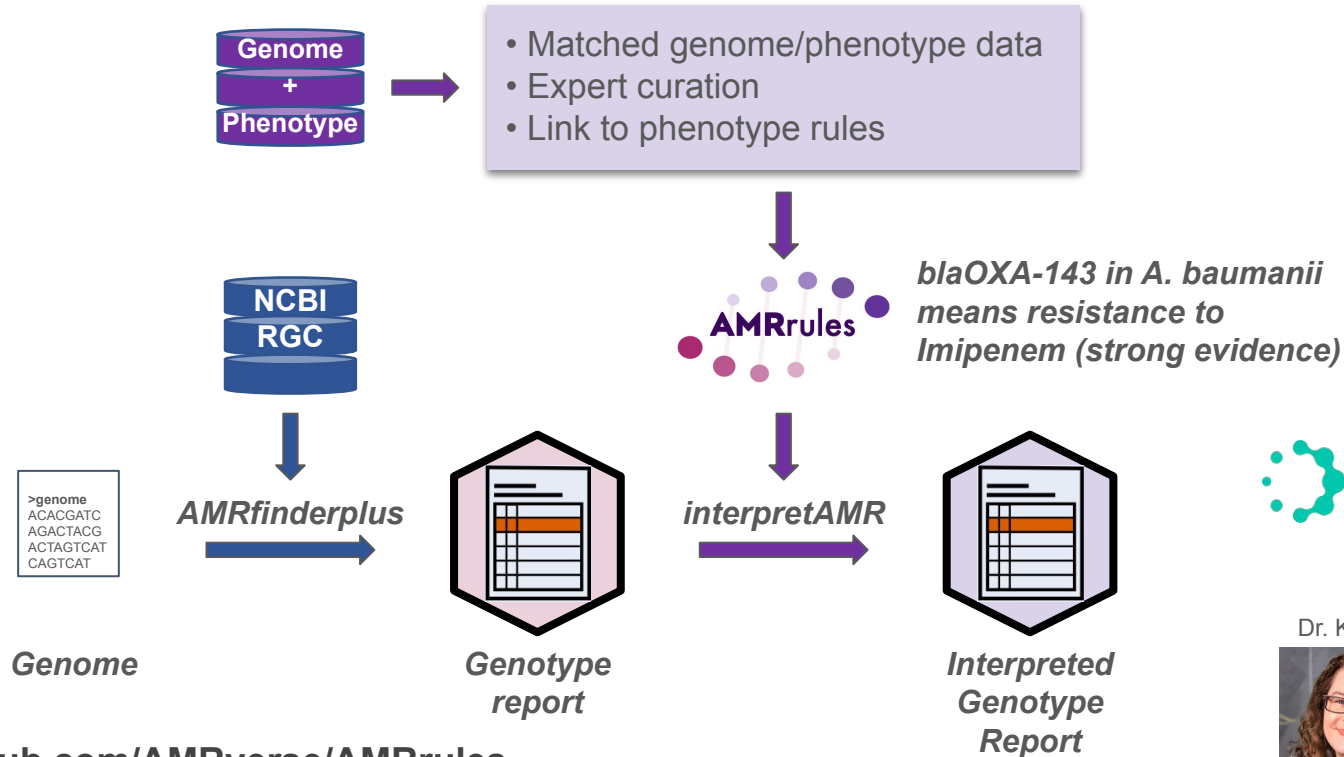 Genome
+
Phenotype
• Matched genome/phenotype data
• Expert curation
• Link to phenotype rules
NCBI
RGC
AMRrules
blaOXA-143 in A. baumanii
means resistance to
Imipenem (strong evidence)
>genome
ACACGATC
AGACTACG
ACTAGTCAT
CAGTCAT
AMRfinderplus
interpretAMR
Genome
Genotype
report
Interpreted
Genotype
Report
Dr. K
ub.com/AMRverse/AMRrules